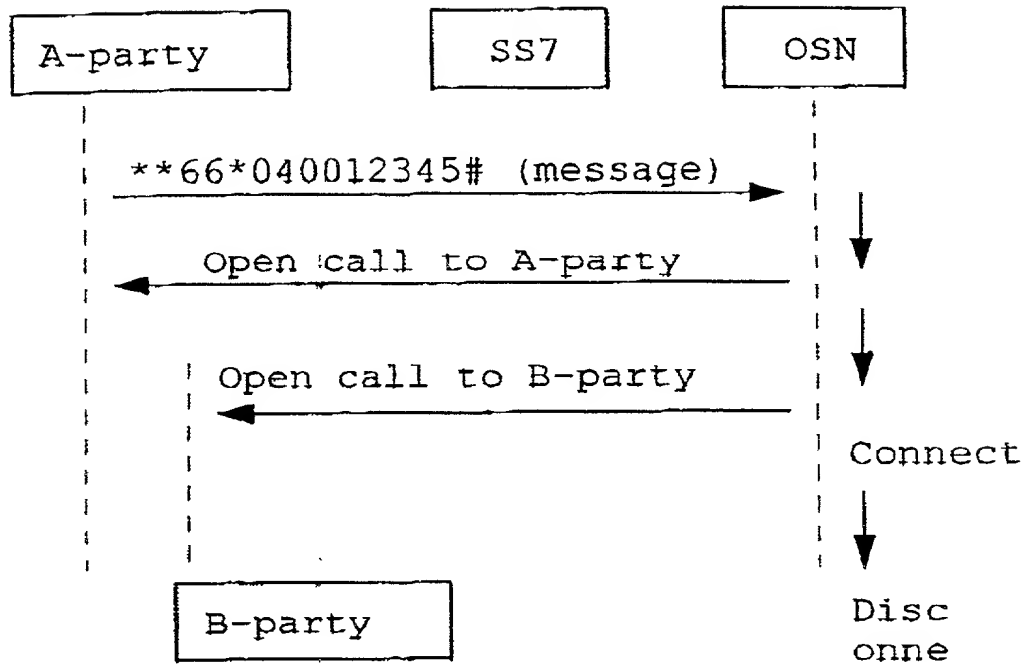 A-party
SS7
OSN
**66*040012345# (message)
Open call to A-party
Open call to B-party
Connect
B-party
Disc
onne